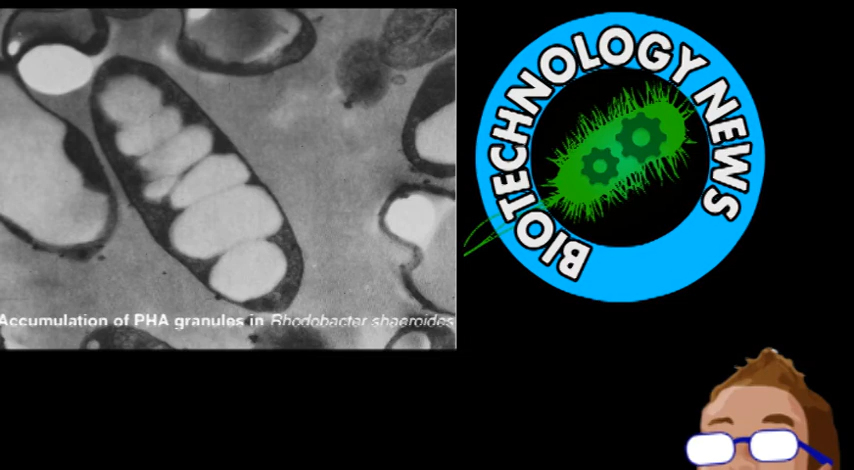 BIOTECHNOLOGY NEWS
Accumulation of PHA granules in Rhodobacter shaeroides